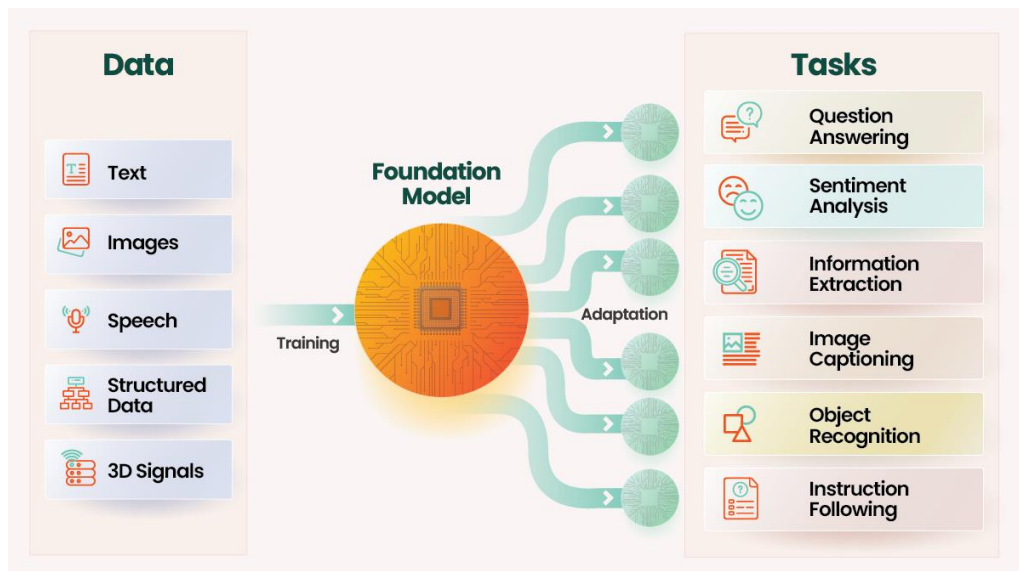 Data
Text
Images
Speech
Structured
Data
3D Signals
Training
Foundation
Model
Adaptation
Tasks
Question
Answering
Sentiment
Analysis
Information
Extraction
Image
Captioning
Object
Recognition
Instruction
Following